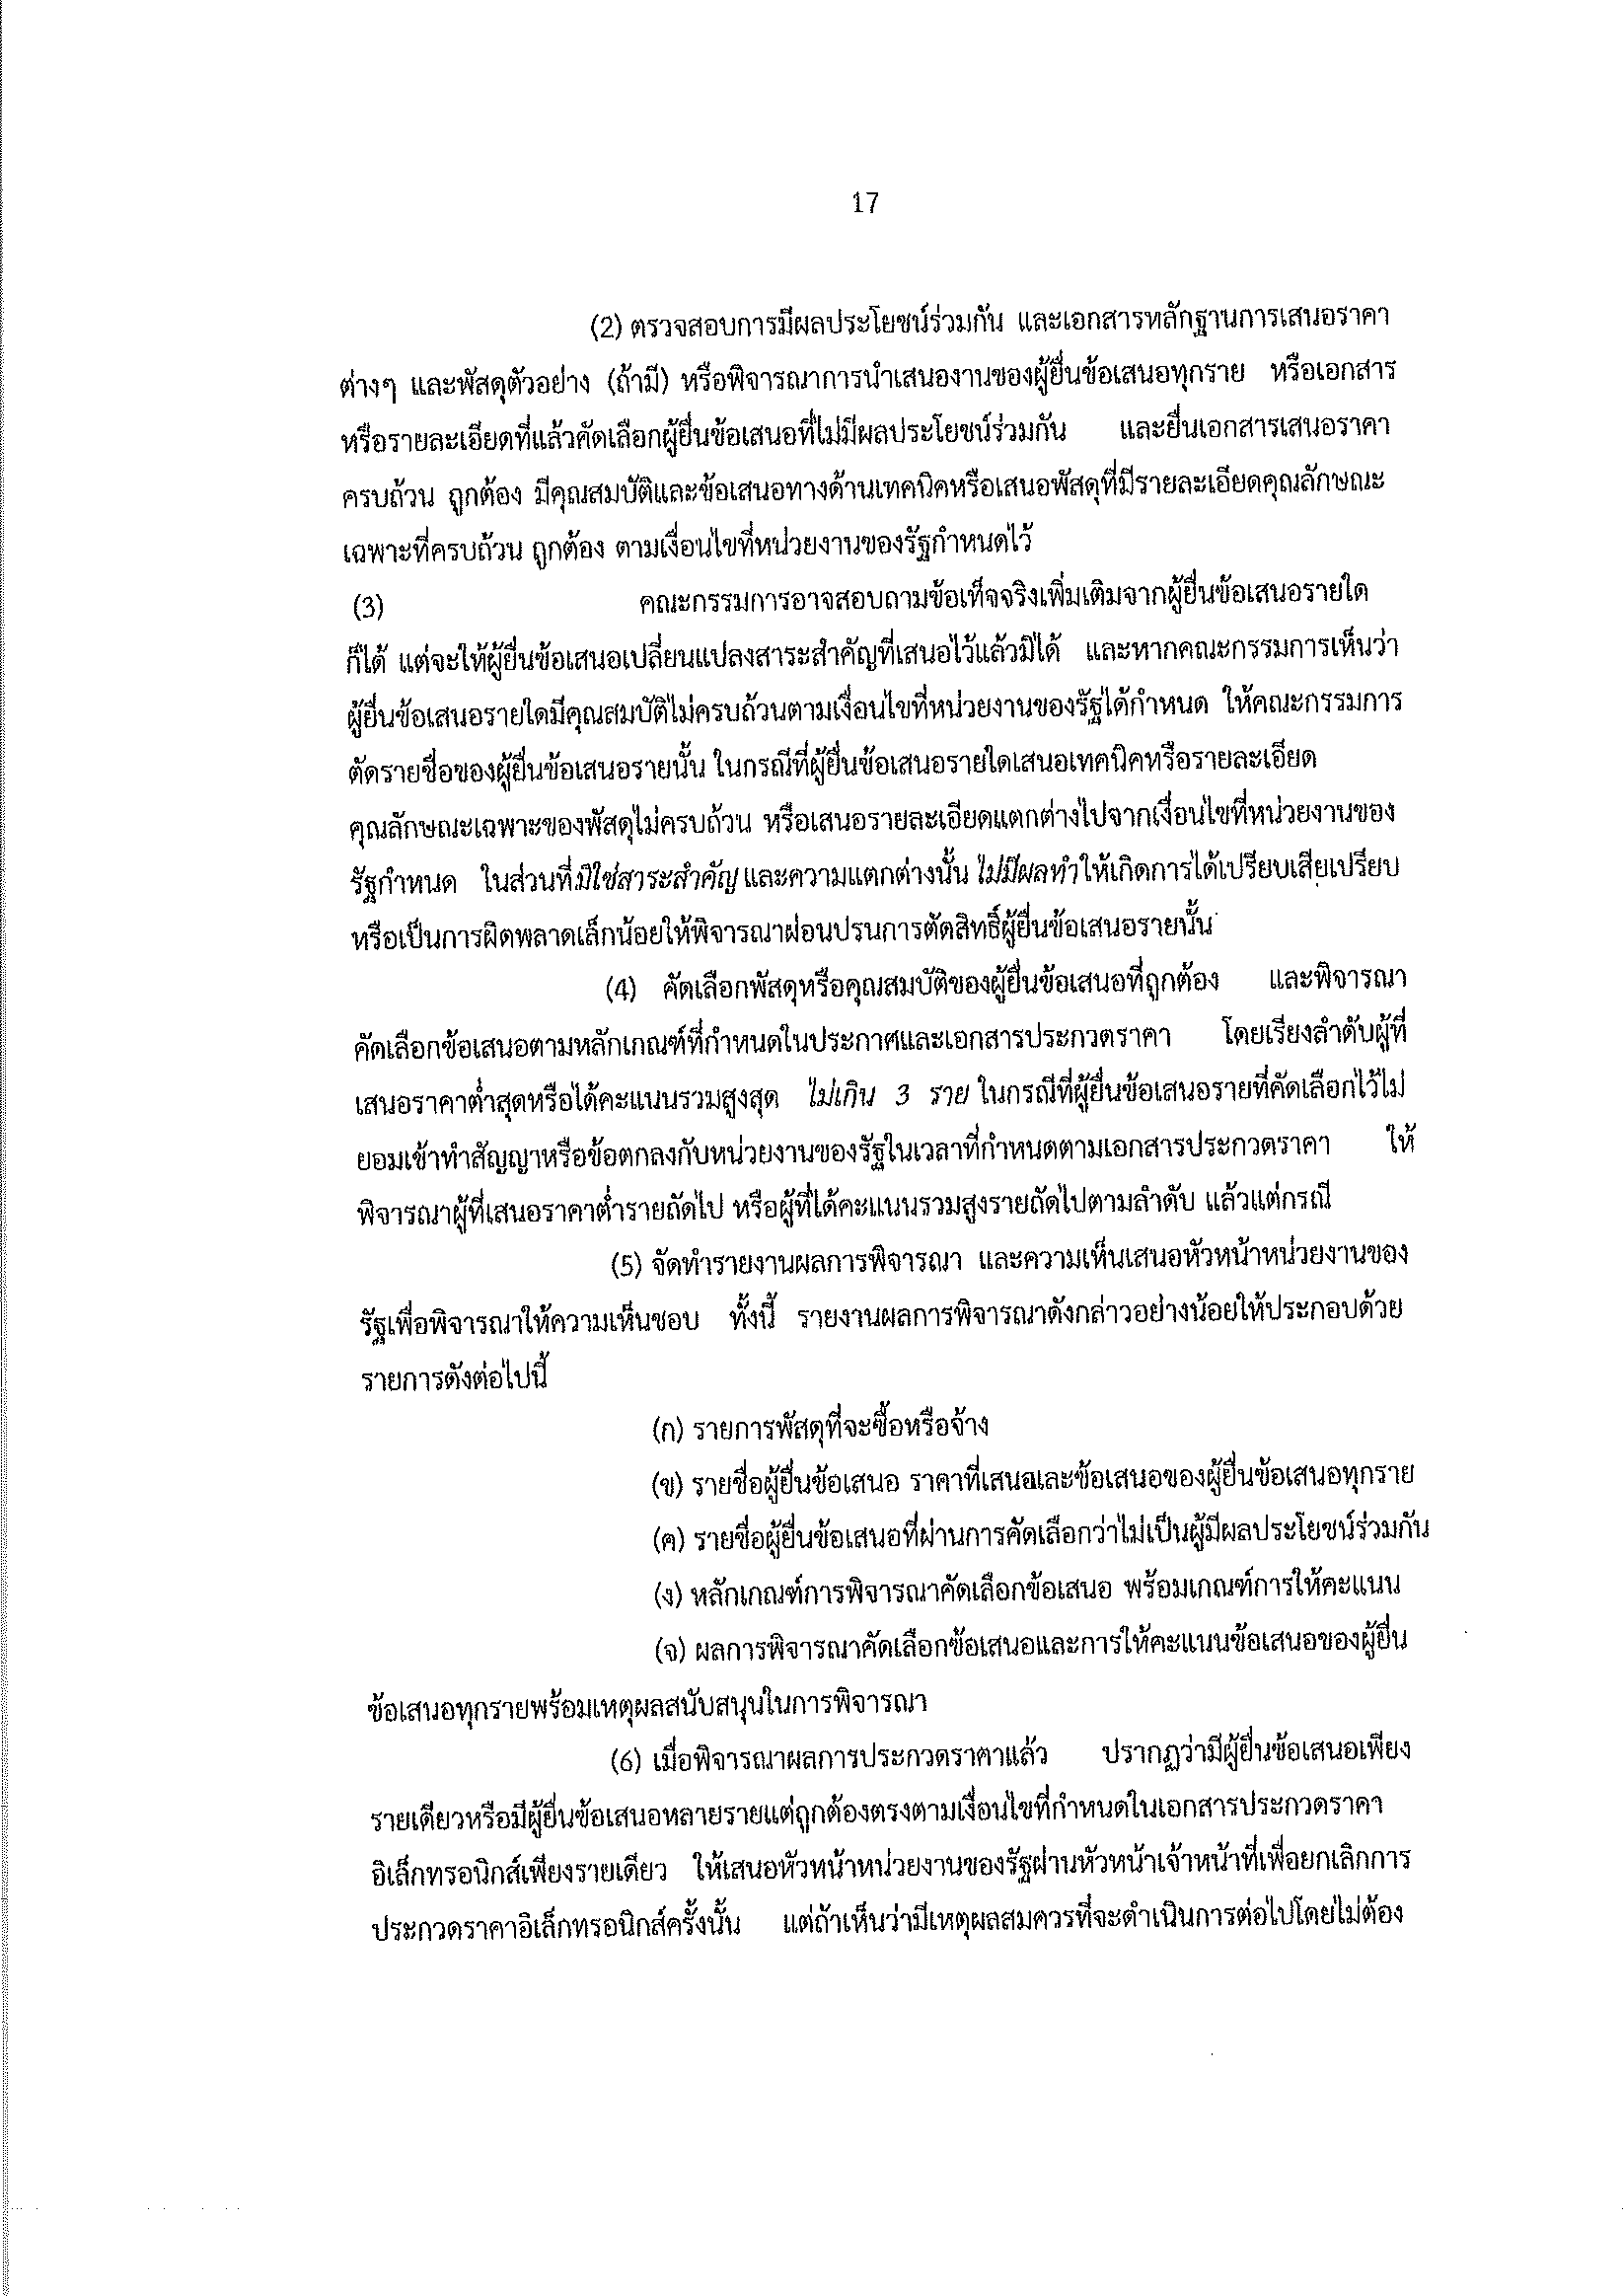 17
(2) ตรวจสอบการมีผลประโยชน์ร่วมกัน และเอกสารหลักฐานการเสนอราคา
ต่างๆ และพัสดุตัวอย่าง (ถ้ามี) หรือพิจารณาการนำเสนองานของผู้ยื่นข้อเสนอทุกราย หรือเอกสาร
หรือรายละเอียดที่แล้วคัดเลือกผู้ยื่นข้อเสนอที่ไม่มีผลประโยชน์ร่วมกัน และยื่นเอกสารเสนอราคา
ครบถ้วน ถูกต้อง มีคุณสมบัติและข้อเสนอทางด้านเทคนิคหรือเสนอพัสดุที่มีรายละเอียดคุณลักษณะ
เฉพาะที่ครบถ้วน ถูกต้อง ตามเงื่อนไขที่หน่วยงานของรัฐกำหนดไว้
(3) คณะกรรมการอาจสอบถามข้อเท็จจริงเพิ่มเติมจากผู้ยื่นข้อเสนอรายใด
ก็ได้ แต่จะให้ผู้ยื่นข้อเสนอเปลี่ยนแปลงสาระสำคัญที่เสนอไว้แล้วมิได้ และหากคณะกรรมการเห็นว่า
ผู้ยื่นข้อเสนอรายใดมีคุณสมบัติไม่ครบถ้วนตามเงื่อนไขที่หน่วยงานของรัฐได้กำหนด ให้คณะกรรมการ
ตัดรายชื่อของผู้ยื่นข้อเสนอรายนั้น ในกรณีที่ผู้ยื่นข้อเสนอรายใดเสนอเทคนิคหรือรายละเอียด
คุณลักษณะเฉพาะของพัสดุไม่ครบถ้วน หรือเสนอรายละเอียดแตกต่างไปจากเงื่อนไขที่หน่วยงานของ
รัฐกำหนด ในส่วนที่มิใช่สาระสำคัญ และความแตกต่างนั้น ไม่มีผลทำให้เกิดการได้เปรียบเสียเปรียบ
หรือเป็นการผิดพลาดเล็กน้อยให้พิจารณาผ่อนปรนการตัดสิทธิ์ผู้ยื่นข้อเสนอรายนั้น
(4) คัดเลือกพัสดุหรือคุณสมบัติของผู้ยื่นข้อเสนอที่ถูกต้อง และพิจารณา
คัดเลือกข้อเสนอตามหลักเกณฑ์ที่กำหนดในประกาศและเอกสารประกวดราคา โดยเรียงลำดับผู้ที่
เสนอราคาต่ำสุดหรือได้คะแนนรวมสูงสุด ไม่เกิน 3 ราย ในกรณีที่ผู้ยื่นข้อเสนอรายที่คัดเลือกไว้ไม่
ยอมเข้าทำสัญญาหรือข้อตกลงกับหน่วยงานของรัฐในเวลาที่กำหนดตามเอกสารประกวดราคา ให้
พิจารณาผู้ที่เสนอราคาต่ำรายถัดไป หรือผู้ที่ได้คะแนนรวมสูงรายถัดไปตามลำดับ แล้วแต่กรณี
(5) จัดทำรายงานผลการพิจารณา และความเห็นเสนอหัวหน้าหน่วยงานของ
รัฐเพื่อพิจารณาให้ความเห็นชอบ ทั้งนี้ รายงานผลการพิจารณาดังกล่าวอย่างน้อยให้ประกอบด้วย
รายการดังต่อไปนี้
(ก) รายการพัสดุที่จะซื้อหรือจ้าง
(ข) รายชื่อผู้ยื่นข้อเสนอ ราคาที่เสนอและข้อเสนอของผู้ยื่นข้อเสนอทุกราย
(ค) รายชื่อผู้ยื่นข้อเสนอที่ผ่านการคัดเลือกว่าไม่เป็นผู้มีผลประโยชน์ร่วมกัน
(ง) หลักเกณฑ์การพิจารณาคัดเลือกข้อเสนอ พร้อมเกณฑ์การให้คะแนน
(จ) ผลการพิจารณาคัดเลือกข้อเสนอและการให้คะแนนข้อเสนอของผู้ยื่น
ข้อเสนอทุกรายพร้อมเหตุผลสนับสนุนในการพิจารณา
(6) เมื่อพิจารณาผลการประกวดราคาแล้ว ปรากฏว่ามีผู้ยื่นข้อเสนอเพียง
รายเดียวหรือมีผู้ยื่นข้อเสนอหลายรายแต่ถูกต้องตรงตามเงื่อนไขที่กำหนดในเอกสารประกวดราคา
อิเล็กทรอนิกส์เพียงรายเดียว ให้เสนอหัวหน้าหน่วยงานของรัฐผ่านหัวหน้าเจ้าหน้าที่เพื่อยกเลิกการ
ประกวดราคาอิเล็กทรอนิกส์ครั้งนั้น แต่ถ้าเห็นว่ามีเหตุผลสมควรที่จะดำเนินการต่อไปโดยไม่ต้อง